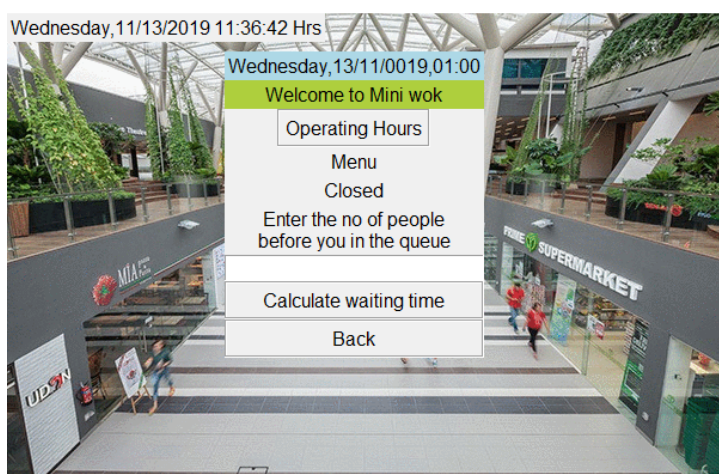 Wednesday,11/13/2019 11:36:42 Hrs
Wednesday,13/11/0019,01:00
Welcome to Mini wok
Operating Hours
Menu
Closed
Enter the no of people
before you in the queue
Calculate waiting time
Back
MIA
PRIME SUPERMARKET
UDON